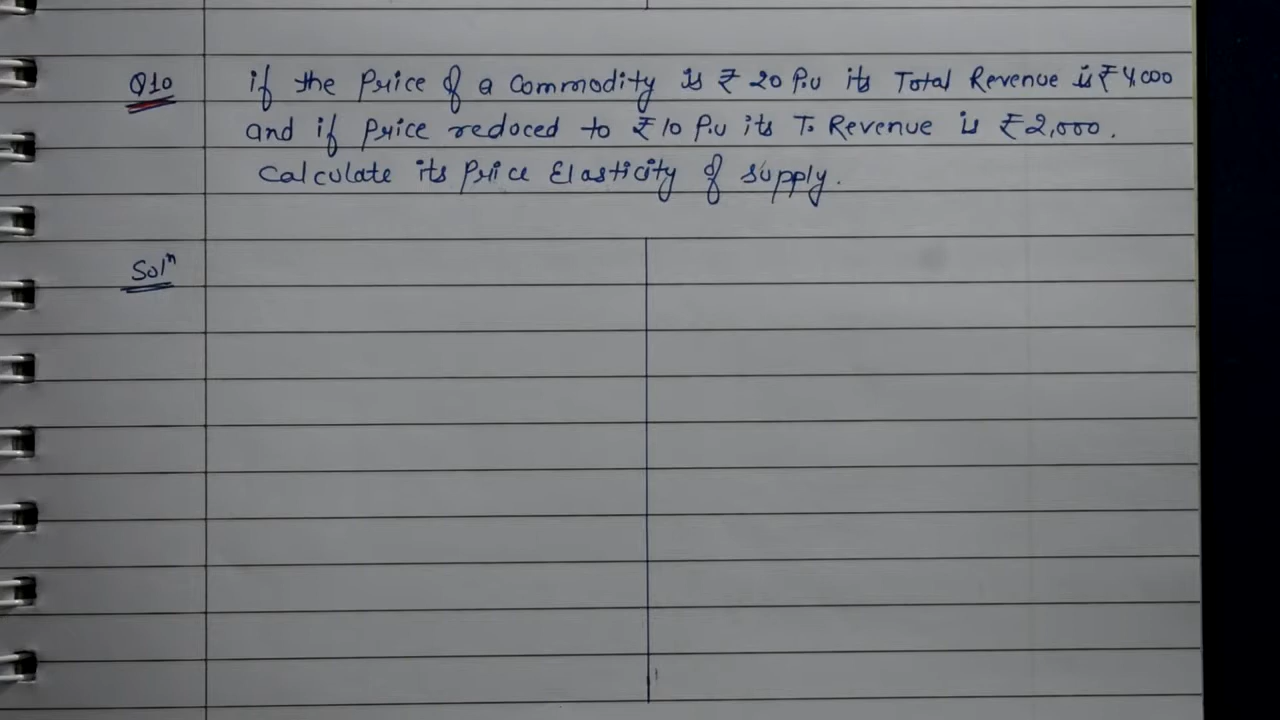 Q10 if the Price of a Commodity is ₹ 20 P.u its Total Revenue is ₹ 4,000
and if Price reduced to ₹ 10 P.u its T. Revenue is ₹ 2,000.
Calculate its Price Elasticity of supply.
Solⁿ